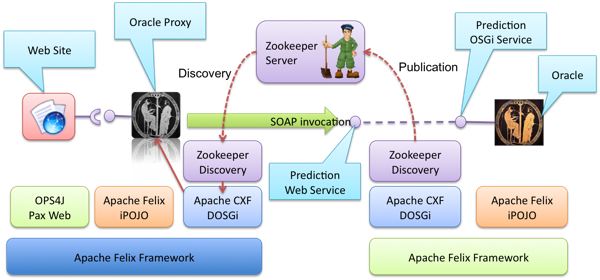 Oracle Proxy
Web Site
Zookeeper
Server
Prediction
OSGi Service
Oracle
Discovery
Publication
SOAP invocation
Zookeeper
Discovery
Prediction
Web Service
Zookeeper
Discovery
OPS4J
Pax Web
Apache Felix
iPOJO
Apache CXF
DOSGi
Apache CXF
DOSGi
Apache Felix
iPOJO
Apache Felix Framework
Apache Felix Framework